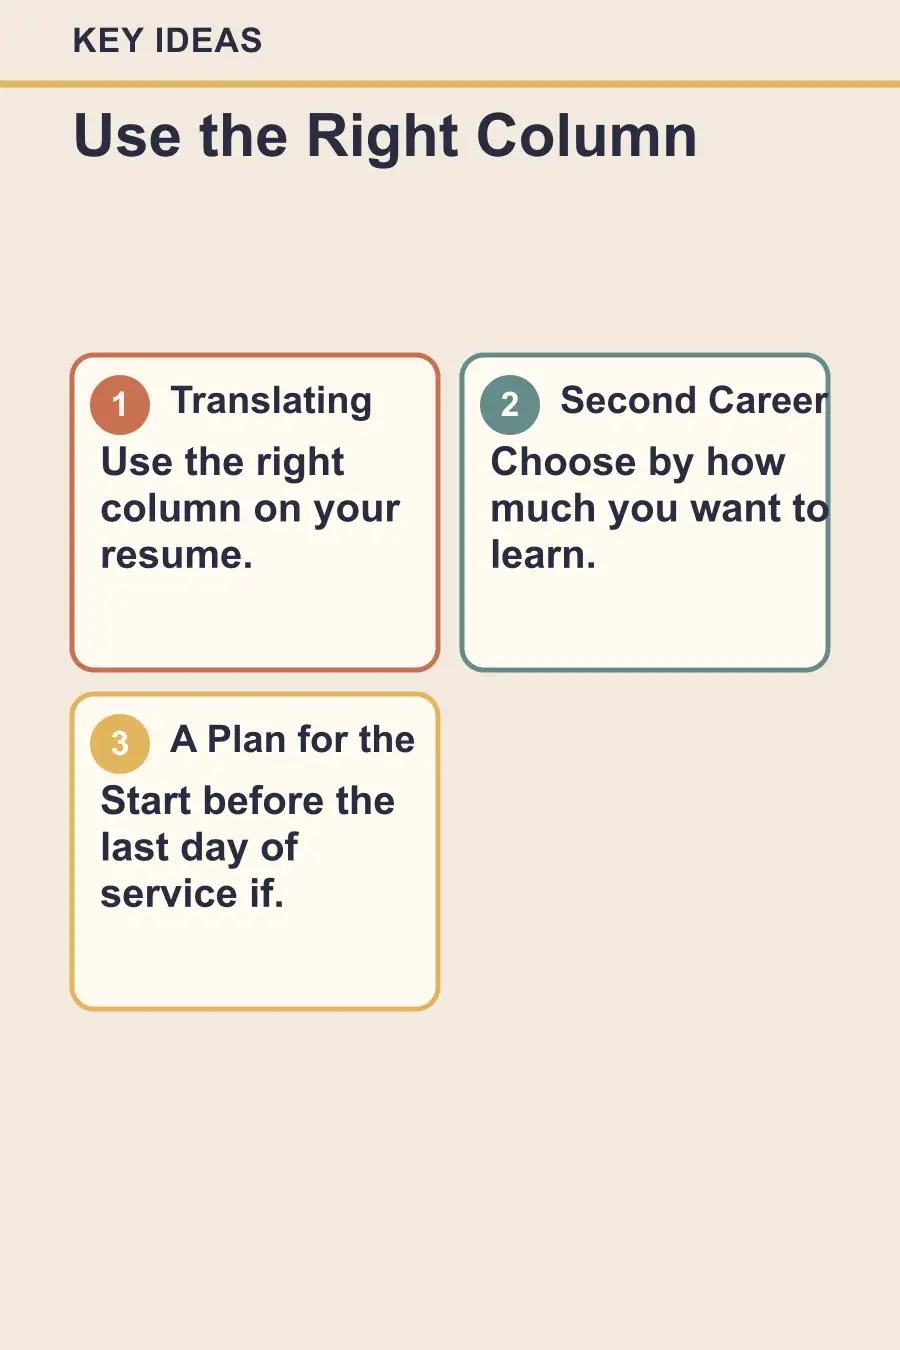 KEY IDEAS
Use the Right Column
1 Translating
Use the right
column on your
resume.
2 Second Career
Choose by how
much you want to
learn.
3 A Plan for the
Start before the
last day of
service if.